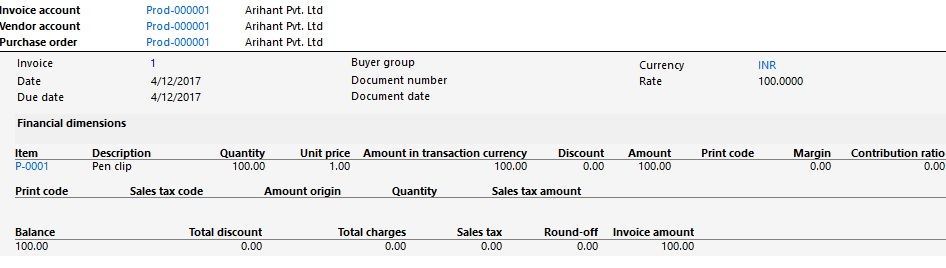 Invoice account Prod-000001 Arihant Pvt. Ltd
Vendor account Prod-000001 Arihant Pvt. Ltd
Purchase order Prod-000001 Arihant Pvt. Ltd
Invoice 1 Buyer group Currency INR
Date 4/12/2017 Document number Rate 100.0000
Due date 4/12/2017 Document date
Financial dimensions
Item Description Quantity Unit price Amount in transaction currency Discount Amount Print code Margin Contribution ratio
P-0001 Pen clip 100.00 1.00 100.00 0.00 100.00 0.00 0.00
Print code Sales tax code Amount origin Quantity Sales tax amount
Balance Total discount Total charges Sales tax Round-off Invoice amount
100.00 0.00 0.00 0.00 0.00 100.00